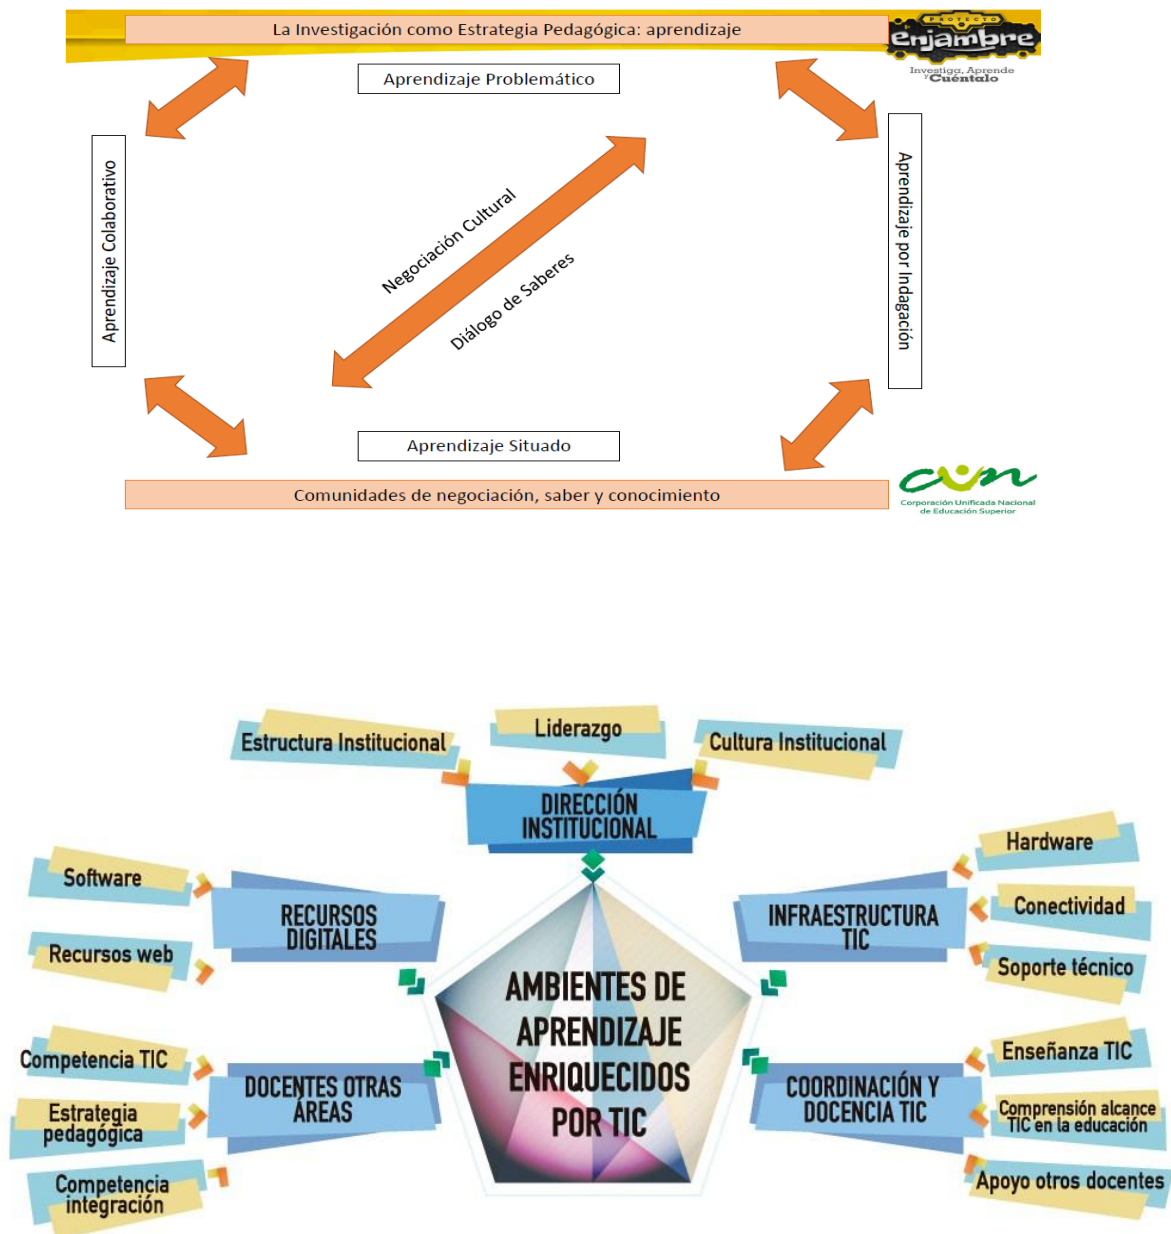 La Investigación como Estrategia Pedagógica: aprendizaje
PROYECTO
enjambre
Investiga, Aprende
y Cuéntalo
Aprendizaje Problemático
Aprendizaje Colaborativo
Negociación Cultural
Diálogo de Saberes
Aprendizaje por Indagación
Aprendizaje Situado
Comunidades de negociación, saber y conocimiento
cun
Corporación Unificada Nacional
de Educación Superior
Estructura Institucional
Liderazgo
Cultura Institucional
DIRECCIÓN
INSTITUCIONAL
Software
Recursos web
RECURSOS
DIGITALES
INFRAESTRUCTURA
TIC
Hardware
Conectividad
Soporte técnico
AMBIENTES DE
APRENDIZAJE
ENRIQUECIDOS
POR TIC
Competencia TIC
Estrategia
pedagógica
Competencia
integración
DOCENTES OTRAS
ÁREAS
COORDINACIÓN Y
DOCENCIA TIC
Enseñanza TIC
Comprensión alcance
TIC en la educación
Apoyo otros docentes